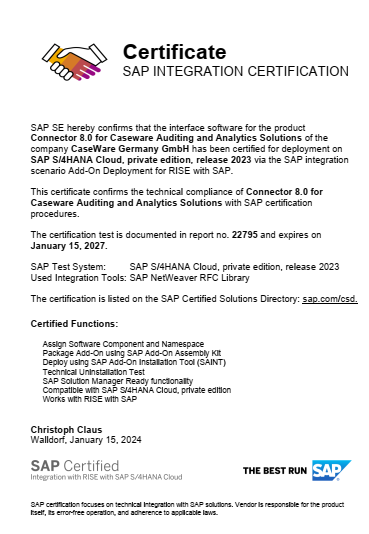 Certificate
SAP INTEGRATION CERTIFICATION
SAP SE hereby confirms that the interface software for the product
Connector 8.0 for Caseware Auditing and Analytics Solutions of the
company CaseWare Germany GmbH has been certified for deployment on
SAP S/4HANA Cloud, private edition, release 2023 via the SAP integration
scenario Add-On Deployment for RISE with SAP.
This certificate confirms the technical compliance of Connector 8.0 for
Caseware Auditing and Analytics Solutions with SAP certification
procedures.
The certification test is documented in report no. 22795 and expires on
January 15, 2027.
SAP Test System: SAP S/4HANA Cloud, private edition, release 2023
Used Integration Tools: SAP NetWeaver RFC Library
The certification is listed on the SAP Certified Solutions Directory: sap.com/csd.
Certified Functions:
Assign Software Component and Namespace
Package Add-On using SAP Add-On Assembly Kit
Deploy using SAP Add-On Installation Tool (SAINT)
Technical Uninstallation Test
SAP Solution Manager Ready functionality
Compatible with SAP S/4HANA Cloud, private edition
Works with RISE with SAP
Christoph Claus
Walldorf, January 15, 2024
SAP Certified
Integration with RISE with SAP S/4HANA Cloud
THE BEST RUN SAP
SAP certification focuses on technical integration with SAP solutions. Vendor is responsible for the product
itself, its error-free operation, and adherence to applicable laws.